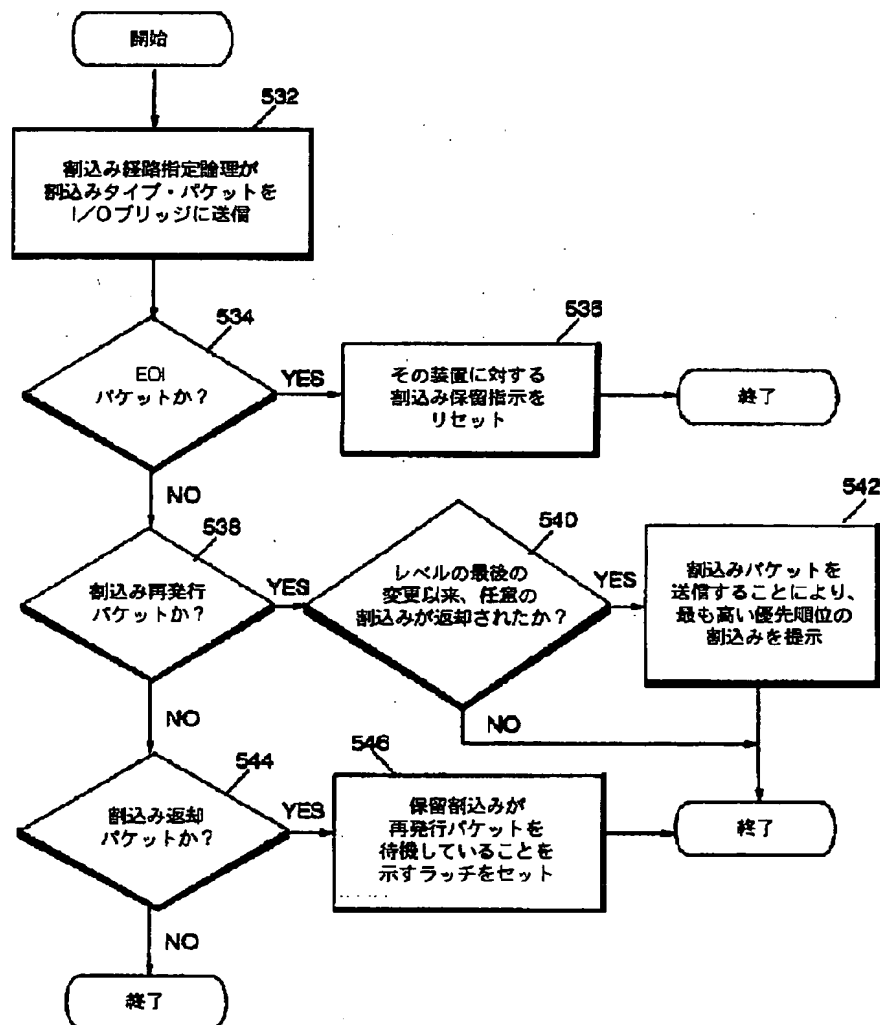 開始
532
割込み経路指定論理が
割込みタイプ・パケットを
I/Oブリッジに送信
534
EOI
パケットか?
YES
536
その装置に対する
割込み保留指示を
リセット
終了
NO
538
割込み再発行
パケットか?
YES
540
レベルの最後の
変更以来、任意の
割込みが返却されたか?
YES
542
割込みパケットを
送信することにより、
最も高い優先順位の
割込みを提示
NO
NO
544
割込み返却
パケットか?
YES
546
保留割込みが
再発行パケットを
待機していることを
示すラッチをセット
終了
NO
終了